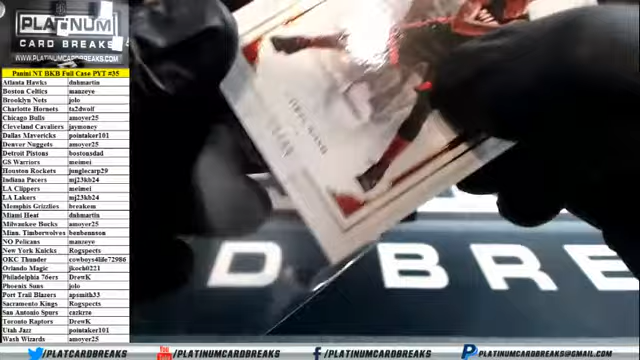 PLATINUM
CARD BREAKS
WWW.PLATINUMCARDBREAKS.COM
Panini NT BKB Full Case PYT #35
Atlanta Hawks dnhmartin
Boston Celtics manzeye
Brooklyn Nets jolo
Charlotte Hornets ta2dwolf
Chicago Bulls amoyer25
Cleveland Cavaliers jaymoney
Dallas Mavericks pointaker101
Denver Nuggets amoyer25
Detroit Pistons bostonsdad
GS Warriors meimei
Houston Rockets junglecarp29
Indiana Pacers mj23kb24
LA Clippers meimei
LA Lakers mj23kb24
Memphis Grizzlies breakem
Miami Heat dnhmartin
Milwaukee Bucks amoyer25
Minn. Timberwolves benbennson
NO Pelicans manzeye
New York Knicks Rogspects
OKC Thunder cowboys4life72986
Orlando Magic jkoch0221
Philadelphia 76ers DrewK
Phoenix Suns jolo
Port Trail Blazers apsmith33
Sacramento Kings Rogspects
San Antonio Spurs cazkrze
Toronto Raptors DrewK
Utah Jazz pointaker101
Wash Wizards amoyer25
D BRE
/PLATCARDBREAKS
/PLATINUMCARDBREAKS
PLATINUMCARDBREAKS@GMAIL.COM